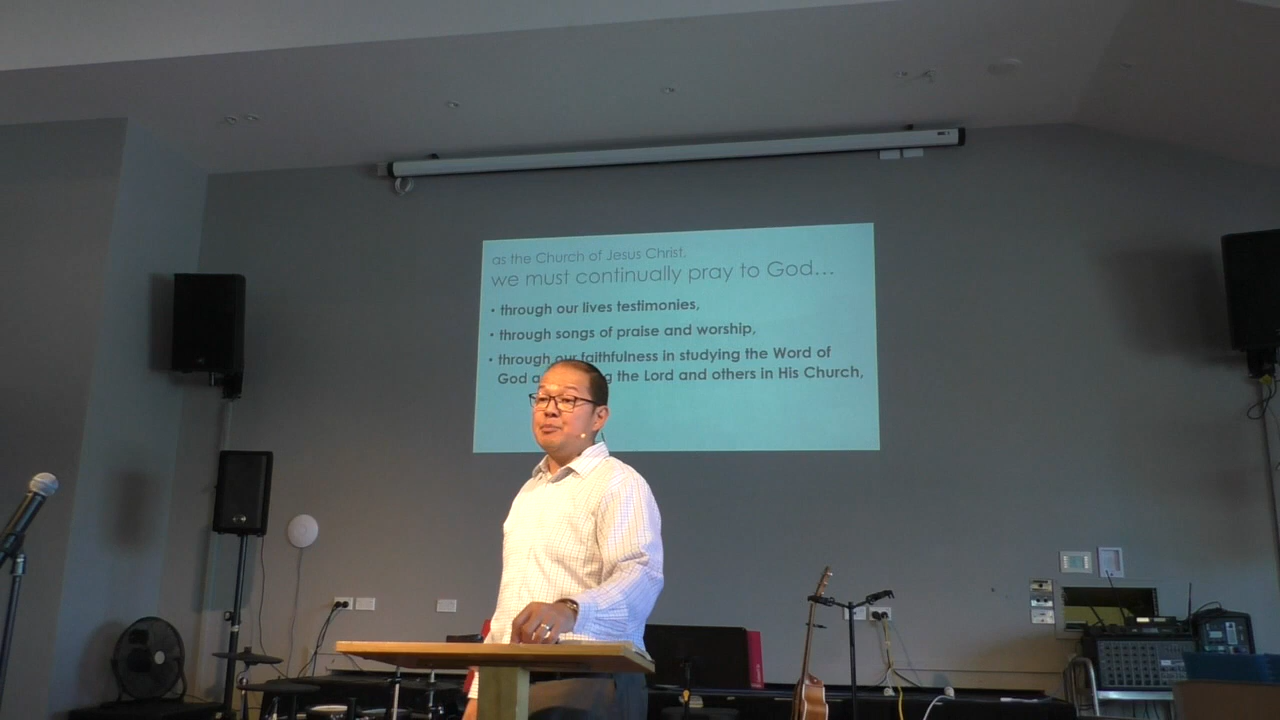 as the Church of Jesus Christ,
we must continually pray to God...
• through our lives testimonies,
• through songs of praise and worship,
• through our faithfulness in studying the Word of
God the Lord and others in His Church,